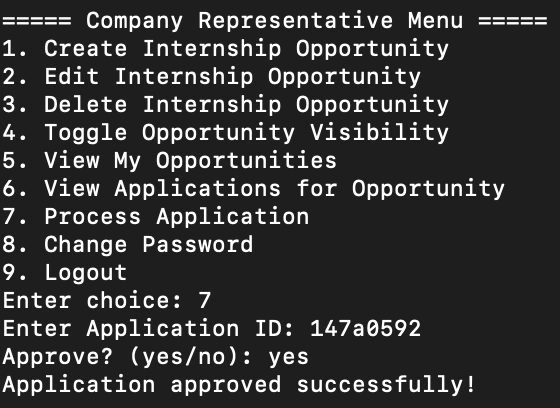 ===== Company Representative Menu =====
1. Create Internship Opportunity
2. Edit Internship Opportunity
3. Delete Internship Opportunity
4. Toggle Opportunity Visibility
5. View My Opportunities
6. View Applications for Opportunity
7. Process Application
8. Change Password
9. Logout
Enter choice: 7
Enter Application ID: 147a0592
Approve? (yes/no): yes
Application approved successfully!